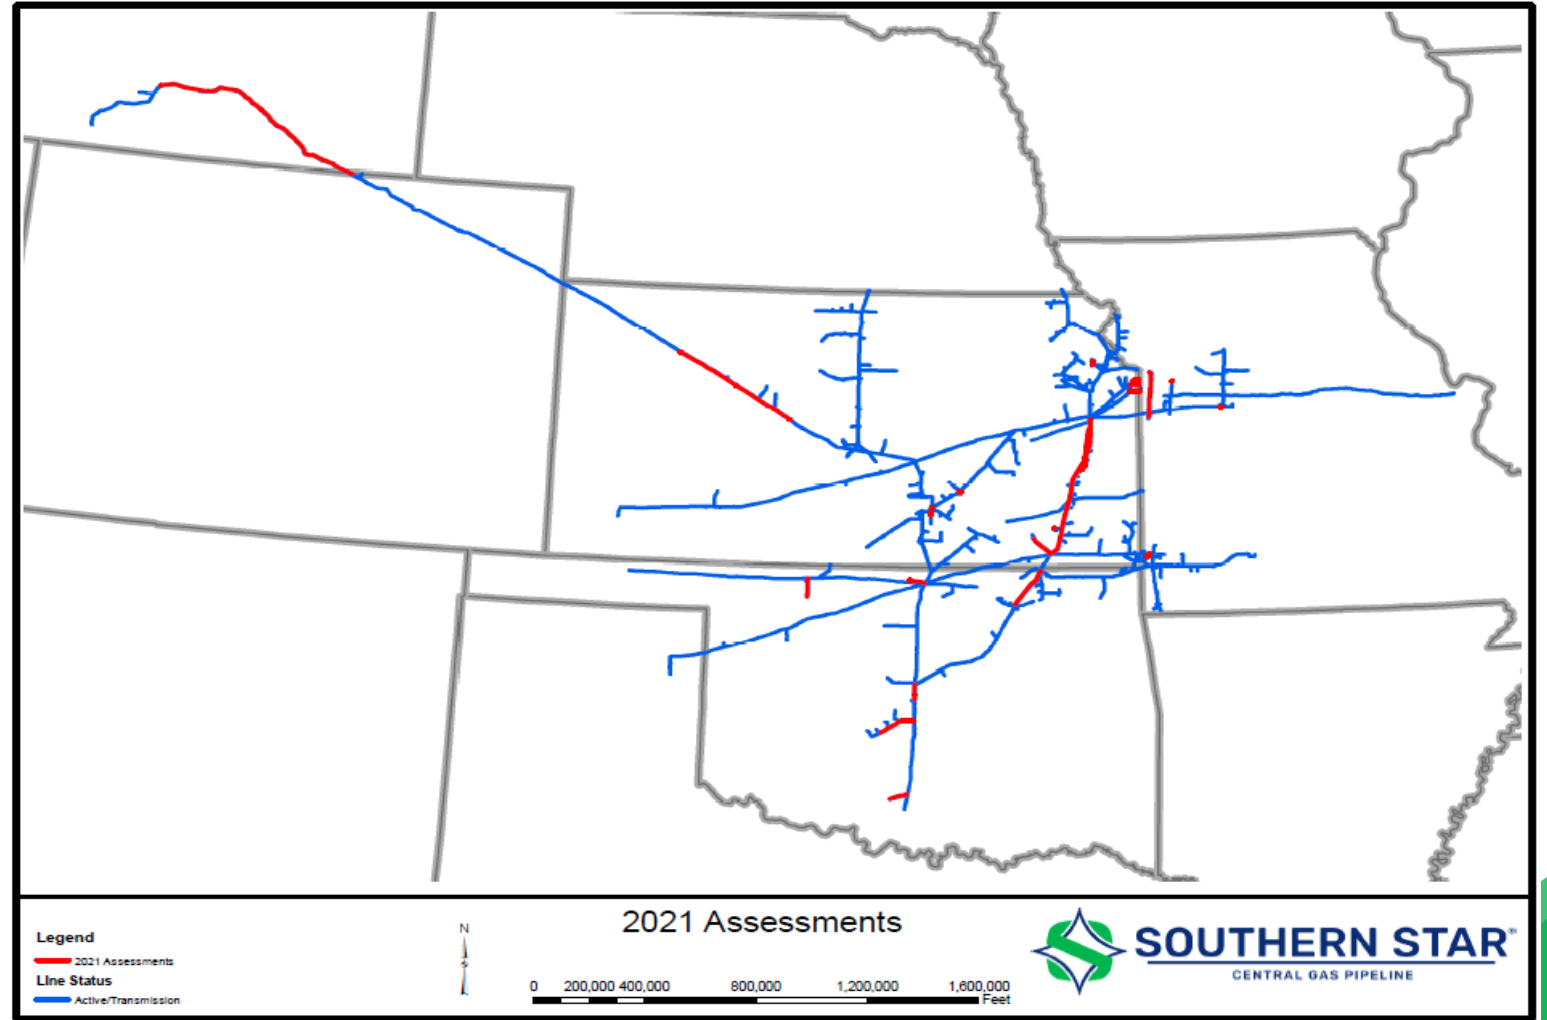 2021 Assessments
Legend
2021 Assessments
Line Status
Active/Transmission
N
0 200,000 400,000 800,000 1,200,000 1,600,000
Feet
SOUTHERN STAR®
CENTRAL GAS PIPELINE